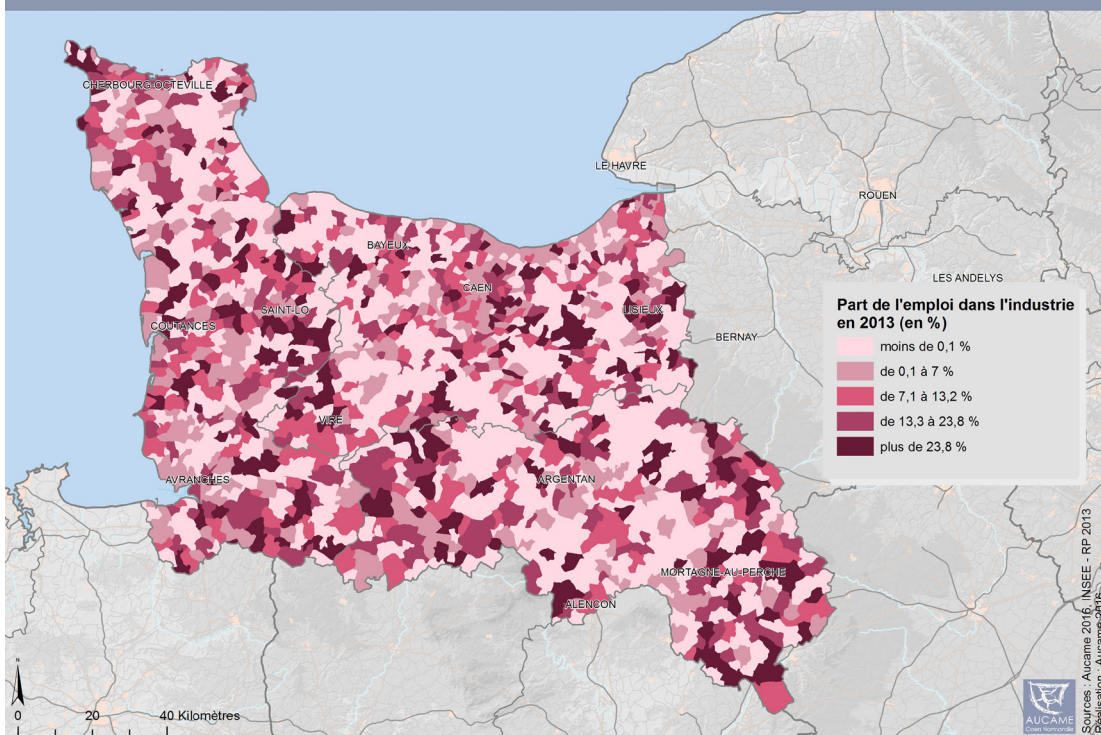 CHERBOURG-OCTEVILLE
LE HAVRE
ROUEN
BAYEUX
LES ANDELYS
CAEN
SAINT-LO
LISIEUX
COUTANCES
BERNAY
VIRE
AVRANCHES
ARGENTAN
MORTAGNE-AU-PERCHE
ALENCON
Part de l'emploi dans l'industrie
en 2013 (en %)
moins de 0,1 %
de 0,1 à 7 %
de 7,1 à 13,2 %
de 13,3 à 23,8 %
plus de 23,8 %
N
0 20 40 Kilomètres
AUCAME
Caen Normandie
Sources : Aucame 2016, INSEE - RP 2013
Réalisation : Aucame 2016